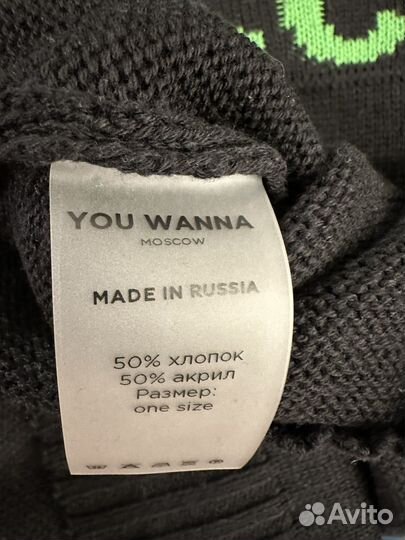 YOU WANNA
MOSCOW
MADE IN RUSSIA
50% хлопок
50% акрил
Размер:
one size
Avito